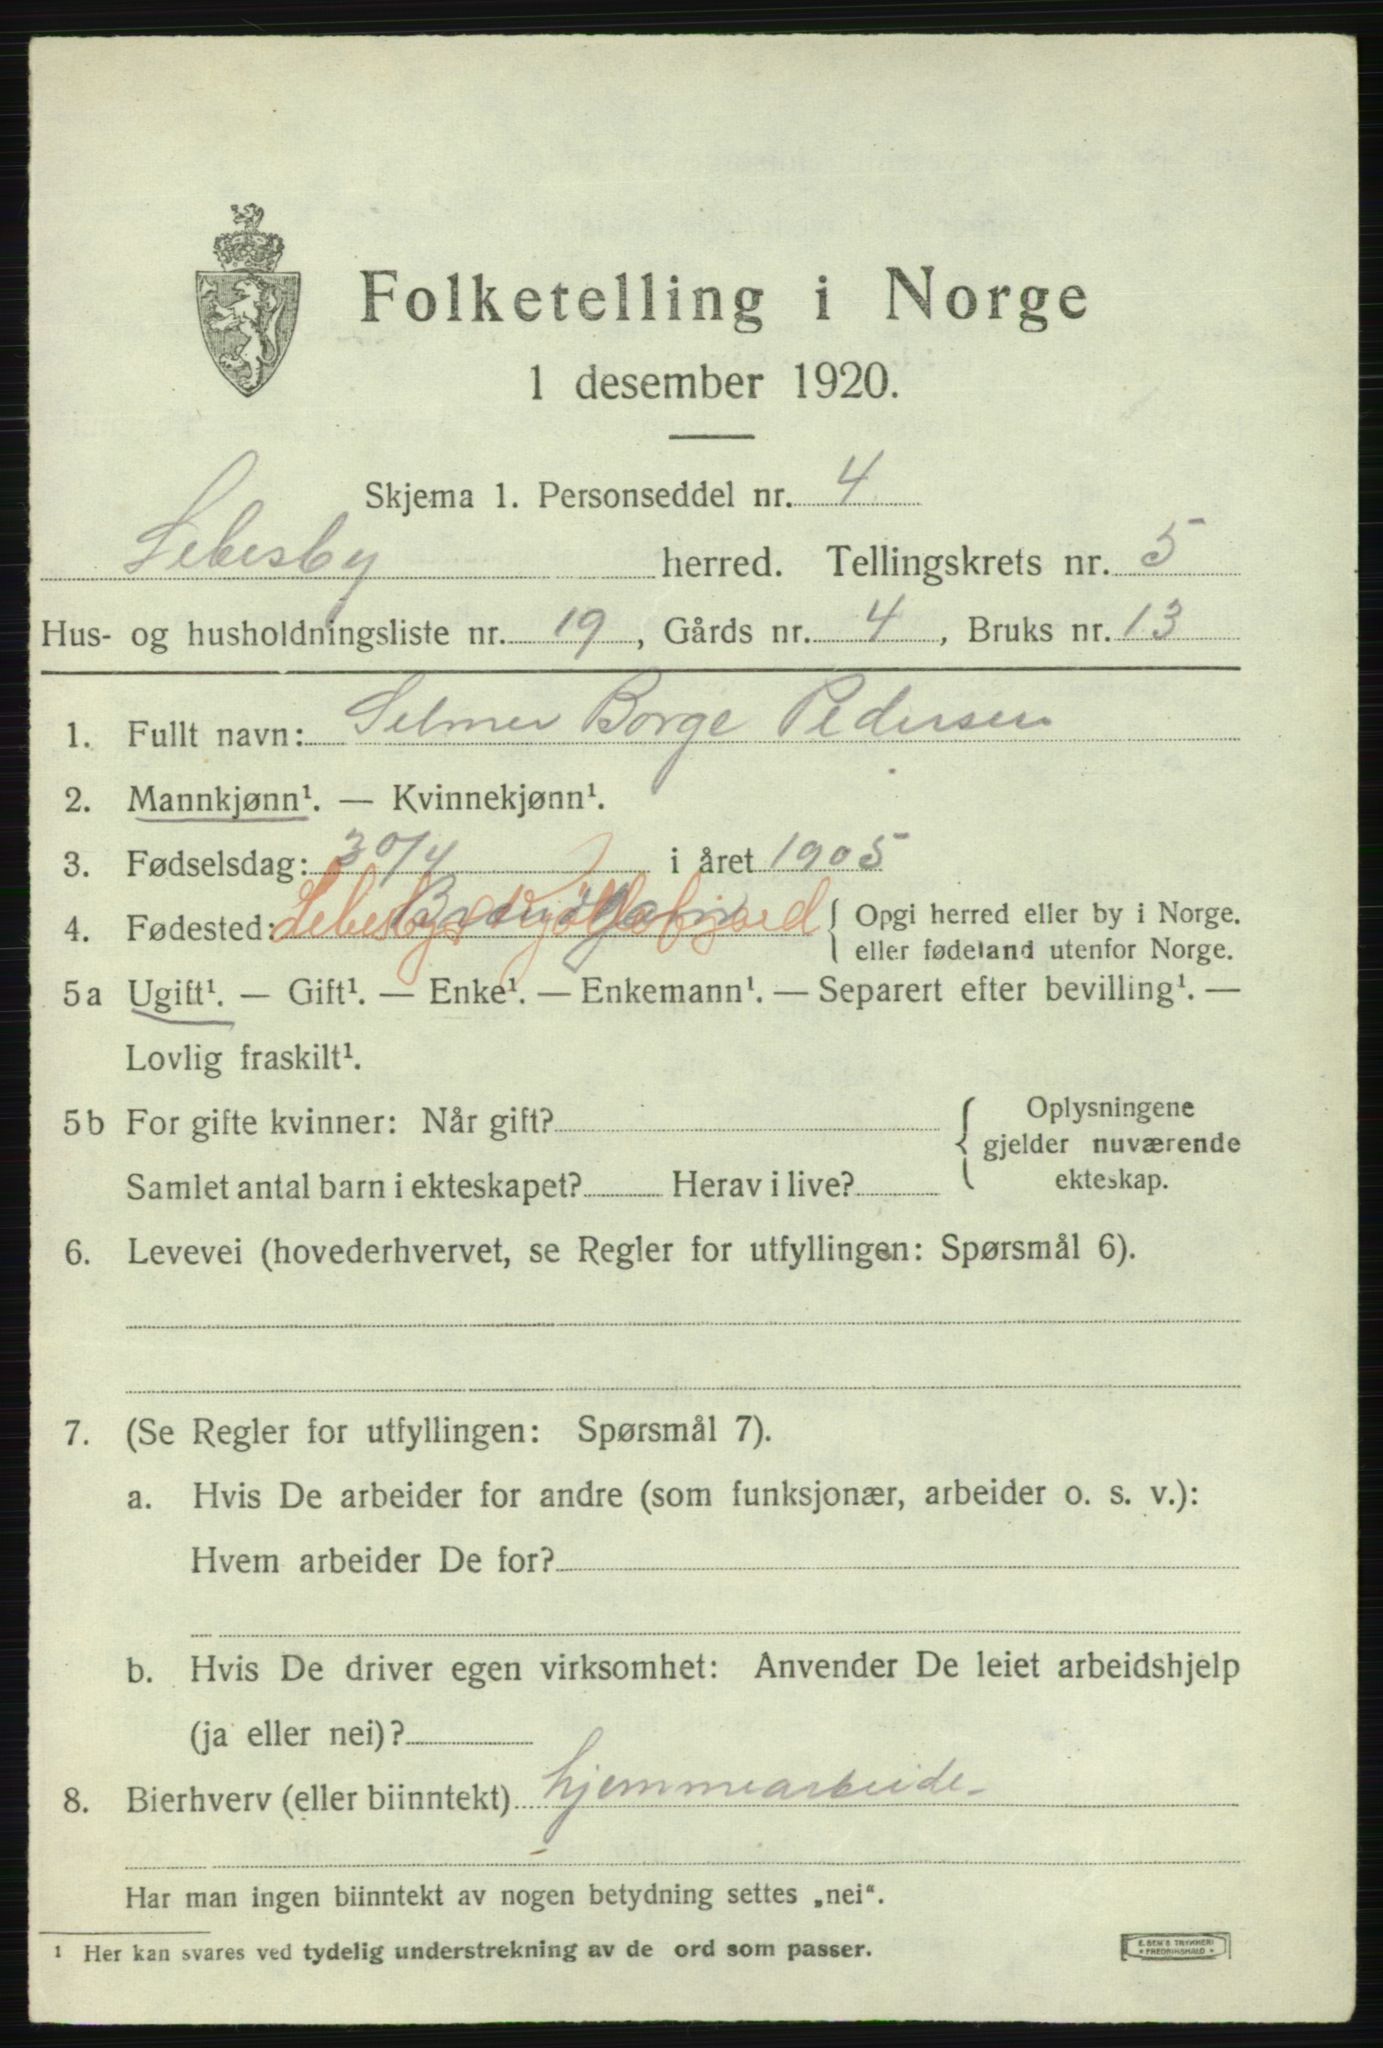 Folketelling i Norge
1 desember 1920.
Skjema 1. Personseddel nr. 4
Lebesby herred. Tellingskrets nr. 5
Hus- og husholdningsliste nr. 19, Gårds nr. 4, Bruks nr. 13
1. Fullt navn: Selmer Borge Pedersen
2. Mannkjønn¹. — Kvinnekjønn¹.
3. Fødselsdag: 30/4 i året 1905
4. Fødested: Lebesby Kjøllefjord { Opgi herred eller by i Norge.
eller fødeland utenfor Norge.
5a Ugift¹. — Gift¹. — Enke¹. — Enkemann¹. — Separert efter bevilling¹. —
Lovlig fraskilt¹.
5b For gifte kvinner: Når gift? { Oplysningene
gjelder nuværende
Samlet antal barn i ekteskapet? Herav i live? ekteskap.
6. Levevei (hovederhvervet, se Regler for utfyllingen: Spørsmål 6).
7. (Se Regler for utfyllingen: Spørsmål 7).
a. Hvis De arbeider for andre (som funksjonær, arbeider o. s. v.):
Hvem arbeider De for?
b. Hvis De driver egen virksomhet: Anvender De leiet arbeidshjelp
(ja eller nei)?
8. Bierhverv (eller biinntekt) hjemmearbeide
Har man ingen biinntekt av nogen betydning settes „nei“.
¹ Her kan svares ved tydelig understrekning av de ord som passer.
E. SEM'S TRYKKERI
FREDRIKSHALD